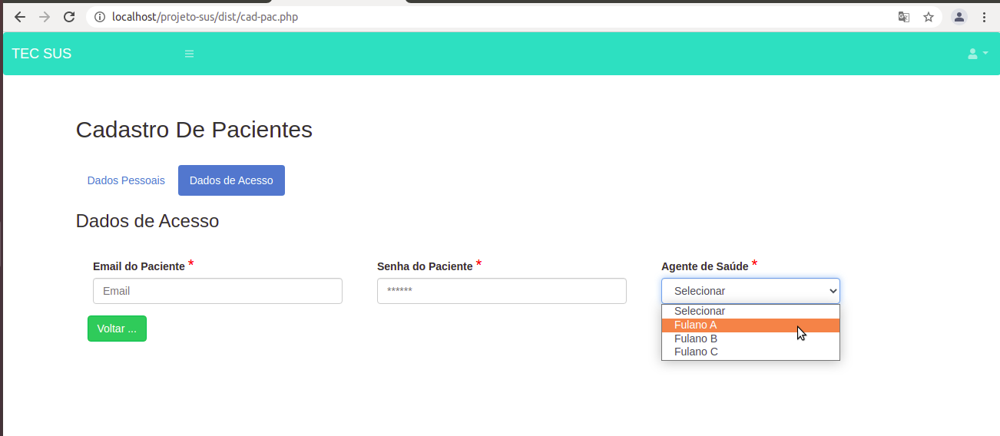 localhost/projeto-sus/dist/cad-pac.php
TEC SUS
Cadastro De Pacientes
Dados Pessoais Dados de Acesso
Dados de Acesso
Email do Paciente * Senha do Paciente * Agente de Saúde *
Email ****** Selecionar
Selecionar
Voltar ... Fulano A
Fulano B
Fulano C